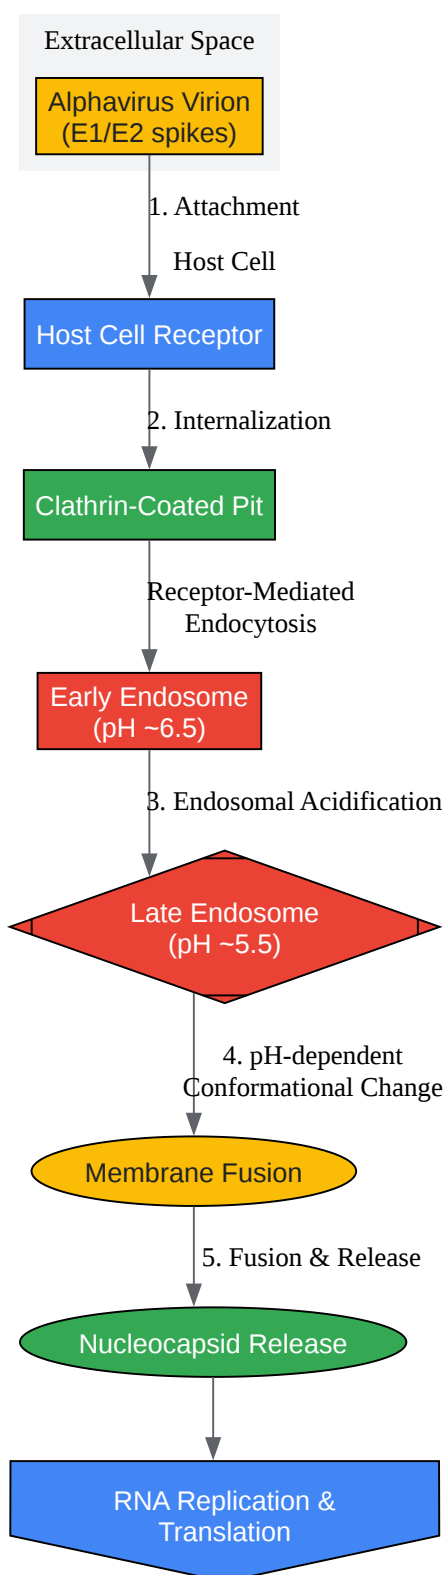 Extracellular Space
Alphavirus Virion
(E1/E2 spikes)
1. Attachment
Host Cell
Host Cell Receptor
2. Internalization
Clathrin-Coated Pit
Receptor-Mediated
Endocytosis
Early Endosome
(pH ~6.5)
3. Endosomal Acidification
Late Endosome
(pH ~5.5)
4. pH-dependent
Conformational Change
Membrane Fusion
5. Fusion & Release
Nucleocapsid Release
RNA Replication &
Translation